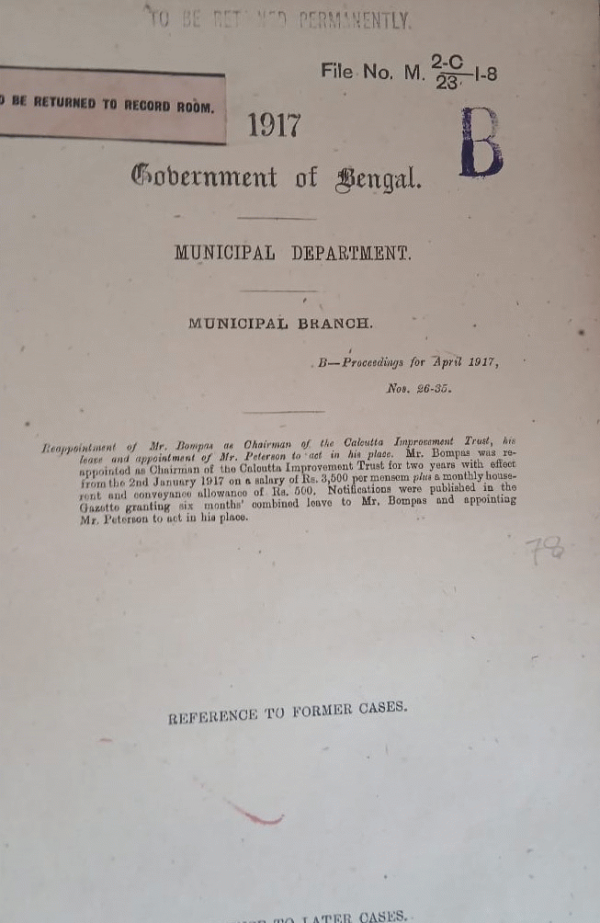 TO BE RETAINED PERMANENTLY.
File No. M. 2-C/23 I-8
O BE RETURNED TO RECORD ROOM.
1917
B
Government of Bengal.
MUNICIPAL DEPARTMENT.
MUNICIPAL BRANCH.
B—Proceedings for April 1917,
Nos. 26-35.
Reappointment of Mr. Bompas as Chairman of the Calcutta Improvement Trust, his
leave and appointment of Mr. Peterson to act in his place. Mr. Bompas was re-
appointed as Chairman of the Calcutta Improvement Trust for two years with effect
from the 2nd January 1917 on a salary of Rs. 3,500 per mensem plus a monthly house-
rent and conveyance allowance of Rs. 500. Notifications were published in the
Gazette granting six months' combined leave to Mr. Bompas and appointing
Mr. Peterson to act in his place.
78
REFERENCE TO FORMER CASES.
TO LATER CASES.